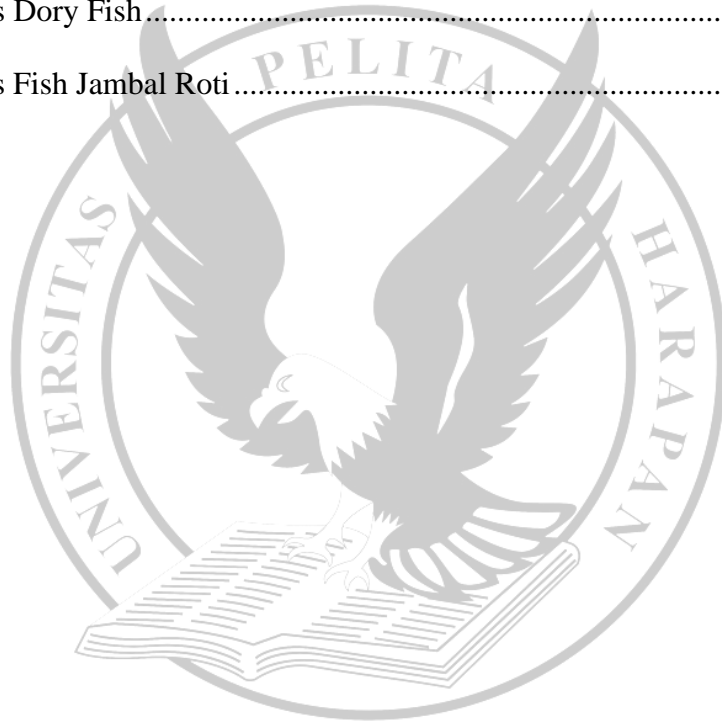 s Dory Fish......................................................................................
s Fish Jambal Roti..........................................................................
UNIVERSITAS PELITA HARAPAN